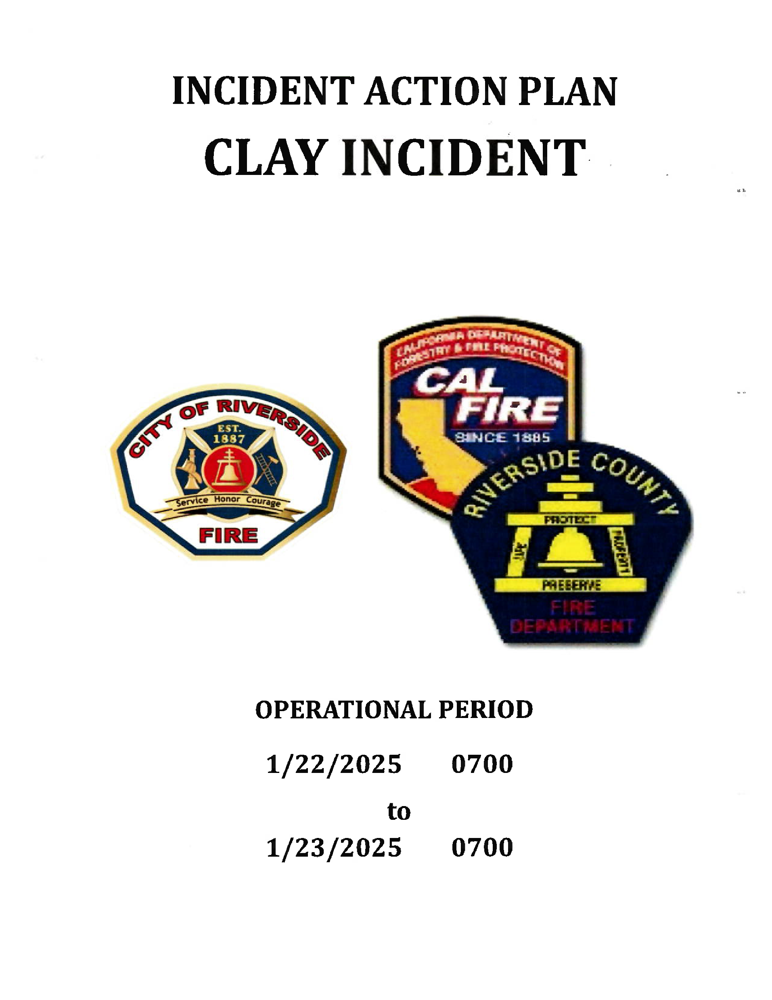 INCIDENT ACTION PLAN
CLAY INCIDENT
CITY OF RIVERSIDE
EST.
1887
Service Honor Courage
FIRE
CALIFORNIA DEPARTMENT OF
FORESTRY & FIRE PROTECTION
CAL
FIRE
SINCE 1885
RIVERSIDE COUNTY
PROTECT
LIFE
PROPERTY
PRESERVE
FIRE
DEPARTMENT
OPERATIONAL PERIOD
1/22/2025 0700
to
1/23/2025 0700